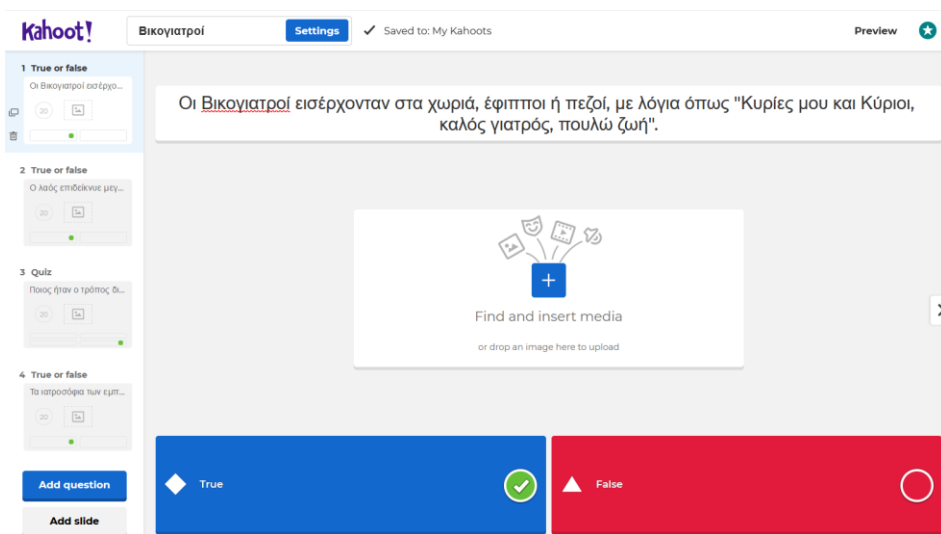 Kahoot!
Βικογιατροί
Settings
Saved to: My Kahoots
Preview
1 True or false
Οι Βικογιατροί εισέρχο...
20
2 True or false
Ο λαός επιδείκνυε μεγ...
20
3 Quiz
Ποιος ήταν ο τρόπος δι...
20
4 True or false
Τα ιατροσόφια των εμπ...
20
Add question
Add slide
Οι Βικογιατροί εισέρχονταν στα χωριά, έφιπποι ή πεζοί, με λόγια όπως "Κυρίες μου και Κύριοι,
καλός γιατρός, πουλώ ζωή".
Find and insert media
or drop an image here to upload
True
False